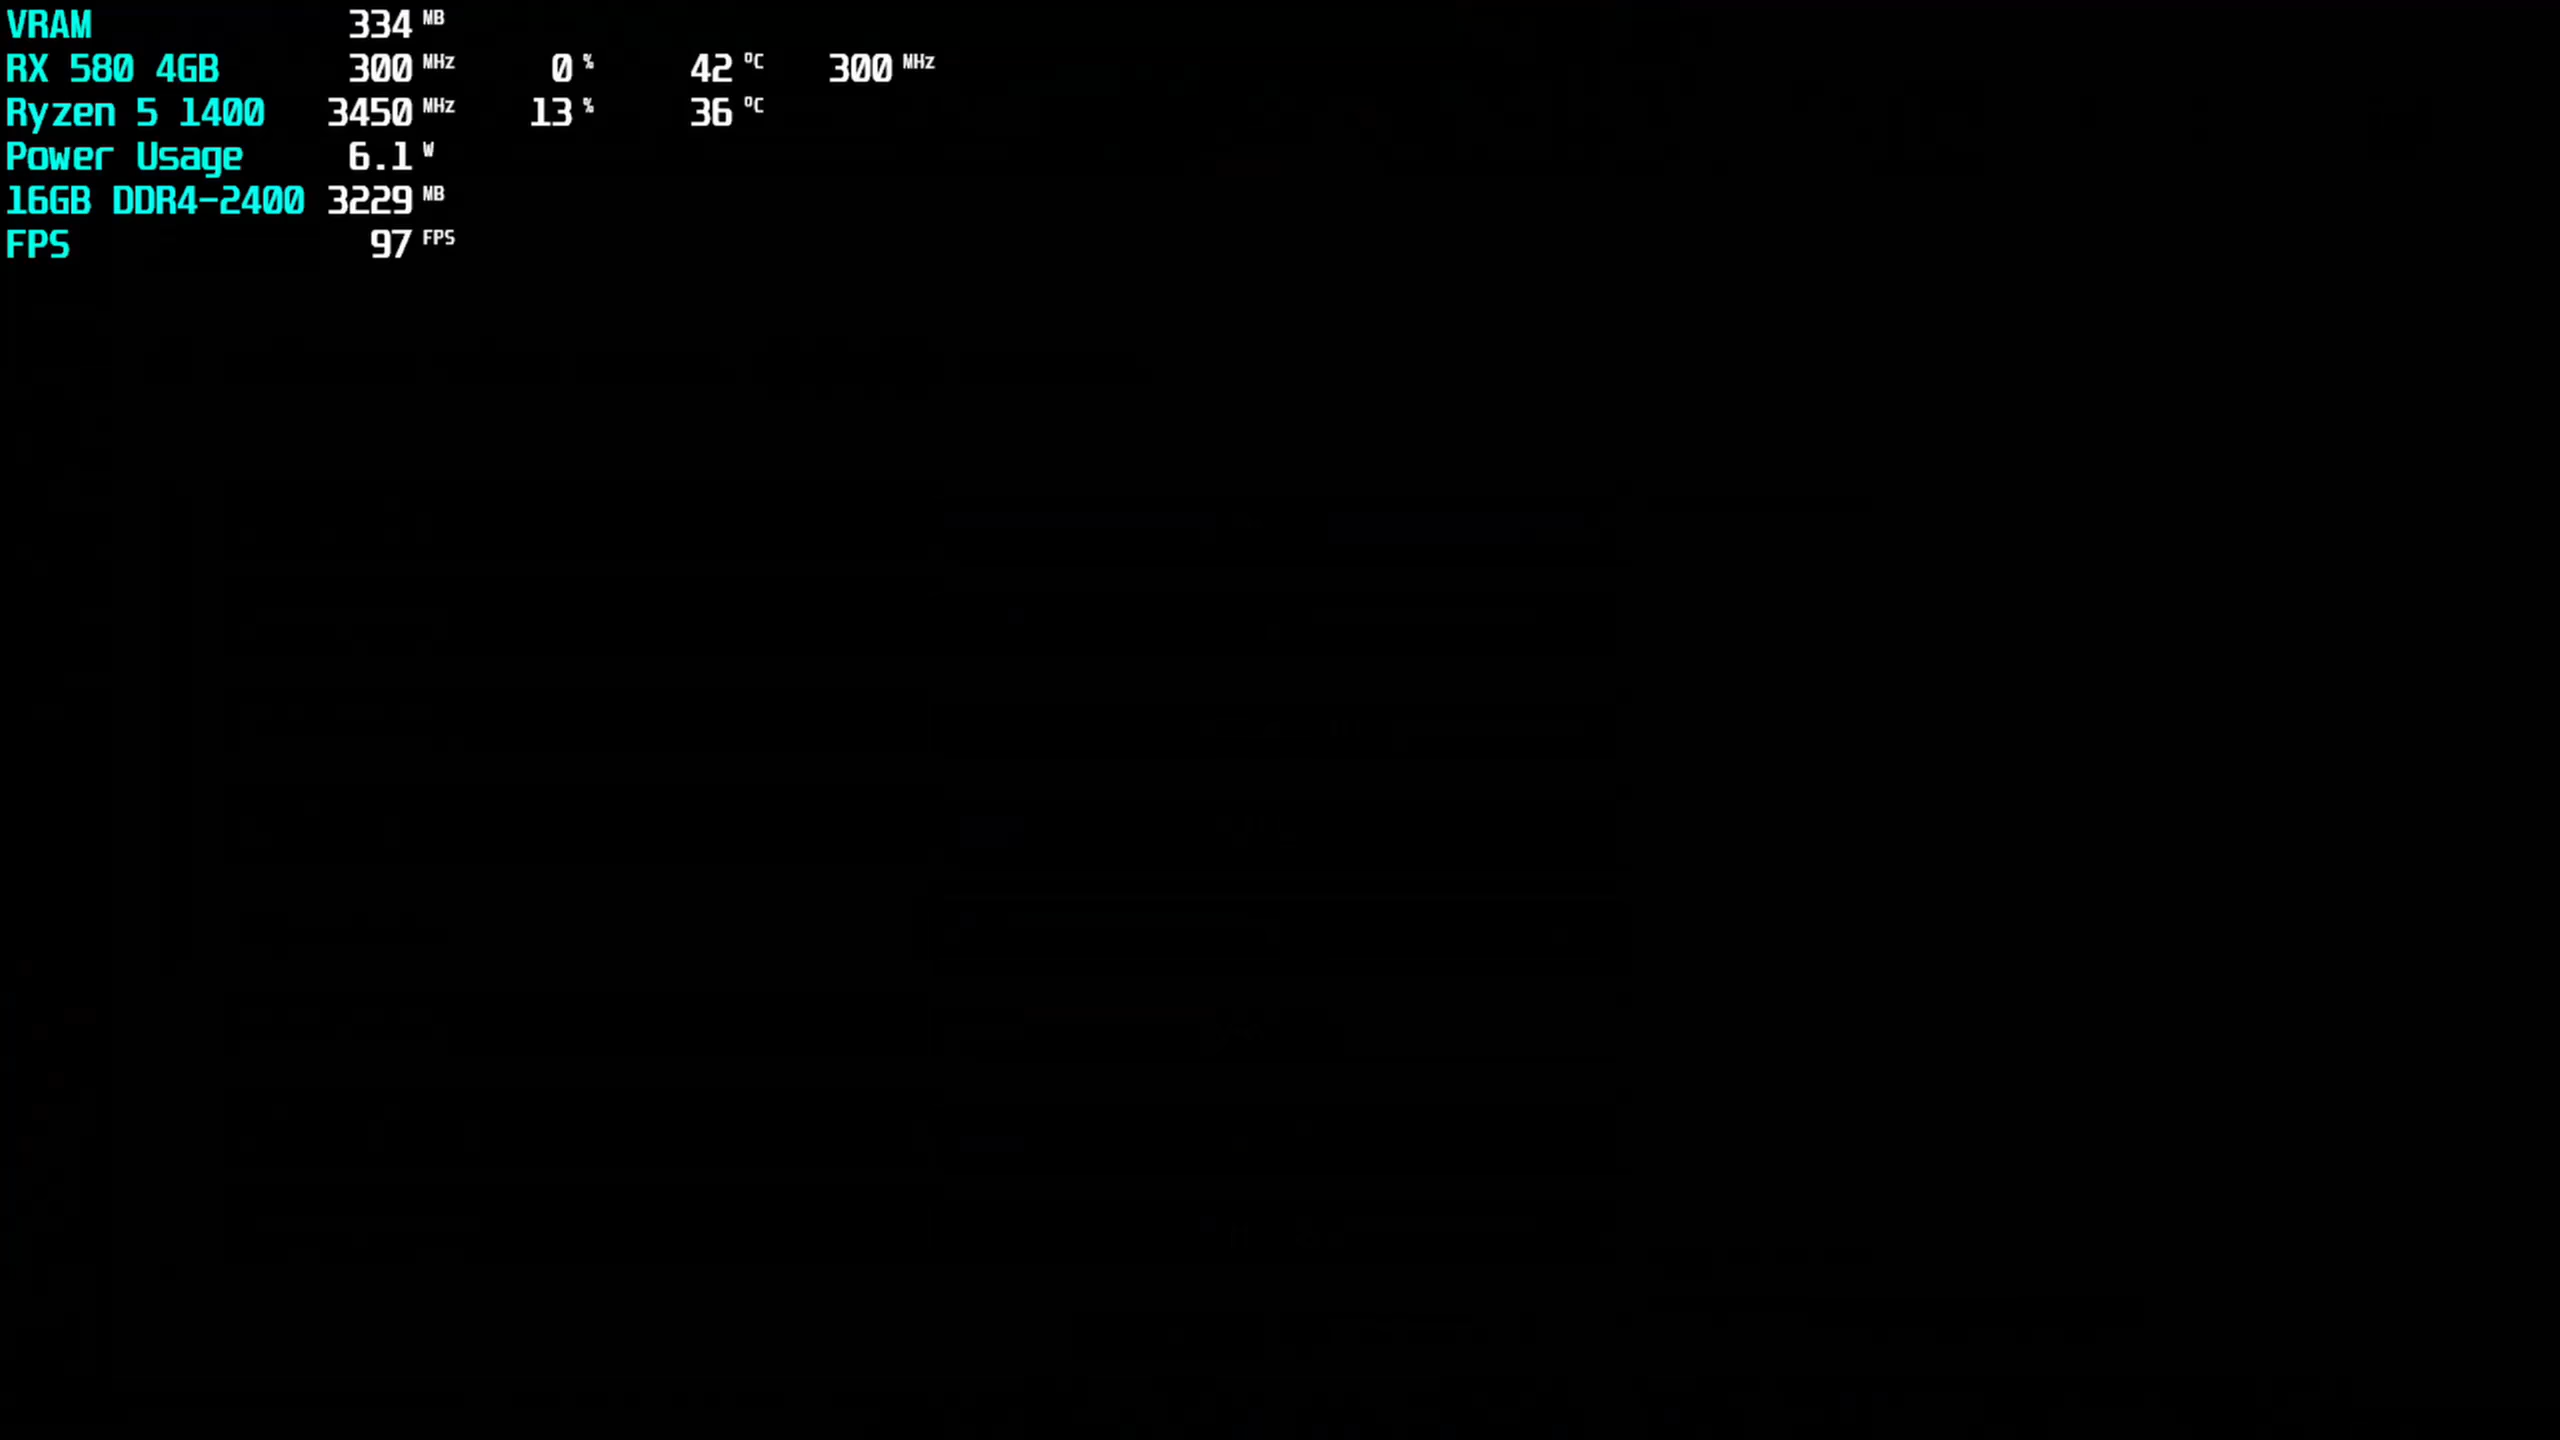 VRAM 334 MB
RX 580 4GB 300 MHz 0 % 42 °C 300 MHz
Ryzen 5 1400 3450 MHz 13 % 36 °C
Power Usage 6.1 W
16GB DDR4-2400 3229 MB
FPS 97 FPS